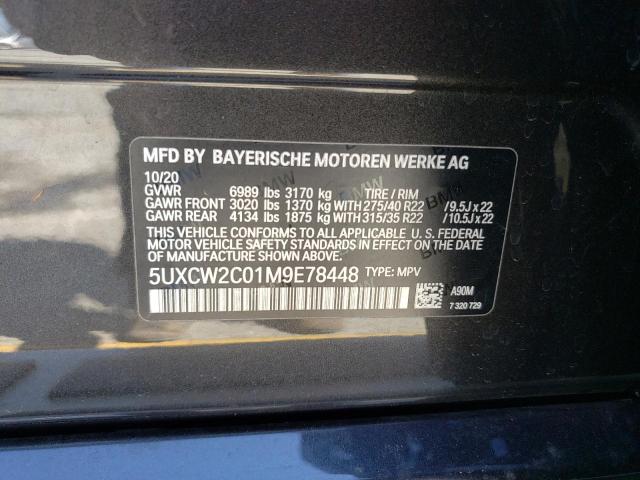 MFD BY BAYERISCHE MOTOREN WERKE AG
10/20
GVWR 6989 lbs 3170 kg TIRE / RIM
GAWR FRONT 3020 lbs 1370 kg WITH 275/40 R22 /9.5J x 22
GAWR REAR 4134 lbs 1875 kg WITH 315/35 R22 /10.5J x 22
THIS VEHICLE CONFORMS TO ALL APPLICABLE U. S. FEDERAL
MOTOR VEHICLE SAFETY STANDARDS IN EFFECT ON THE DATE OF
MANUFACTURE SHOWN ABOVE.
5UXCW2C01M9E78448 TYPE: MPV
A90M
7 320 729